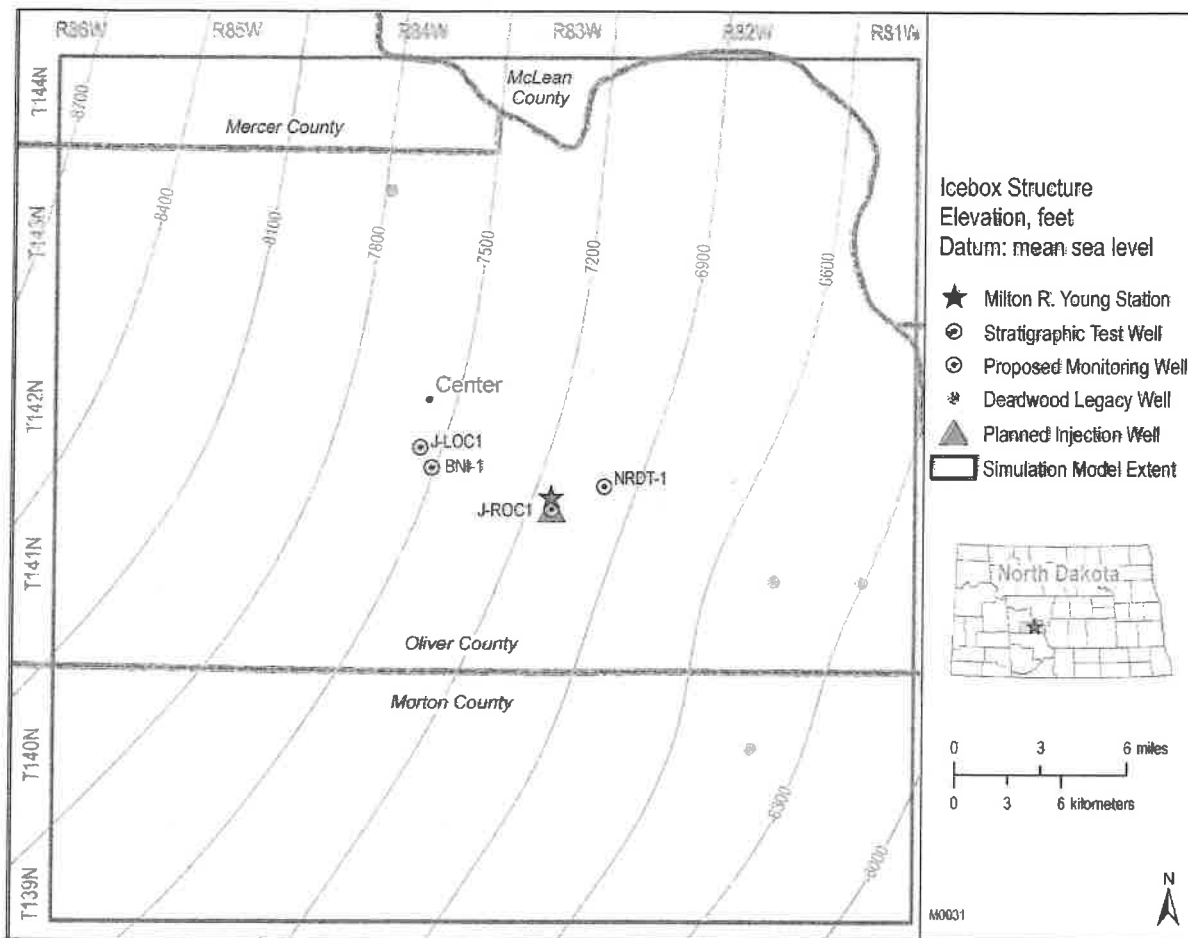 R86W R85W R84W R83W R82W R81W
T144N
T143N
T142N
T141N
T140N
T139N
McLean
County
Mercer County
-8700
-8400
-8100
-7800
-7500
-7200
-6900
-6600
Center
J-LOC1
BNI-1
NRDT-1
J-ROC1
Oliver County
Morton County
-6300
-6000
Icebox Structure
Elevation, feet
Datum: mean sea level
Milton R. Young Station
Stratigraphic Test Well
Proposed Monitoring Well
Deadwood Legacy Well
Planned Injection Well
Simulation Model Extent
North Dakota
0 3 6 miles
0 3 6 kilometers
M0031
N